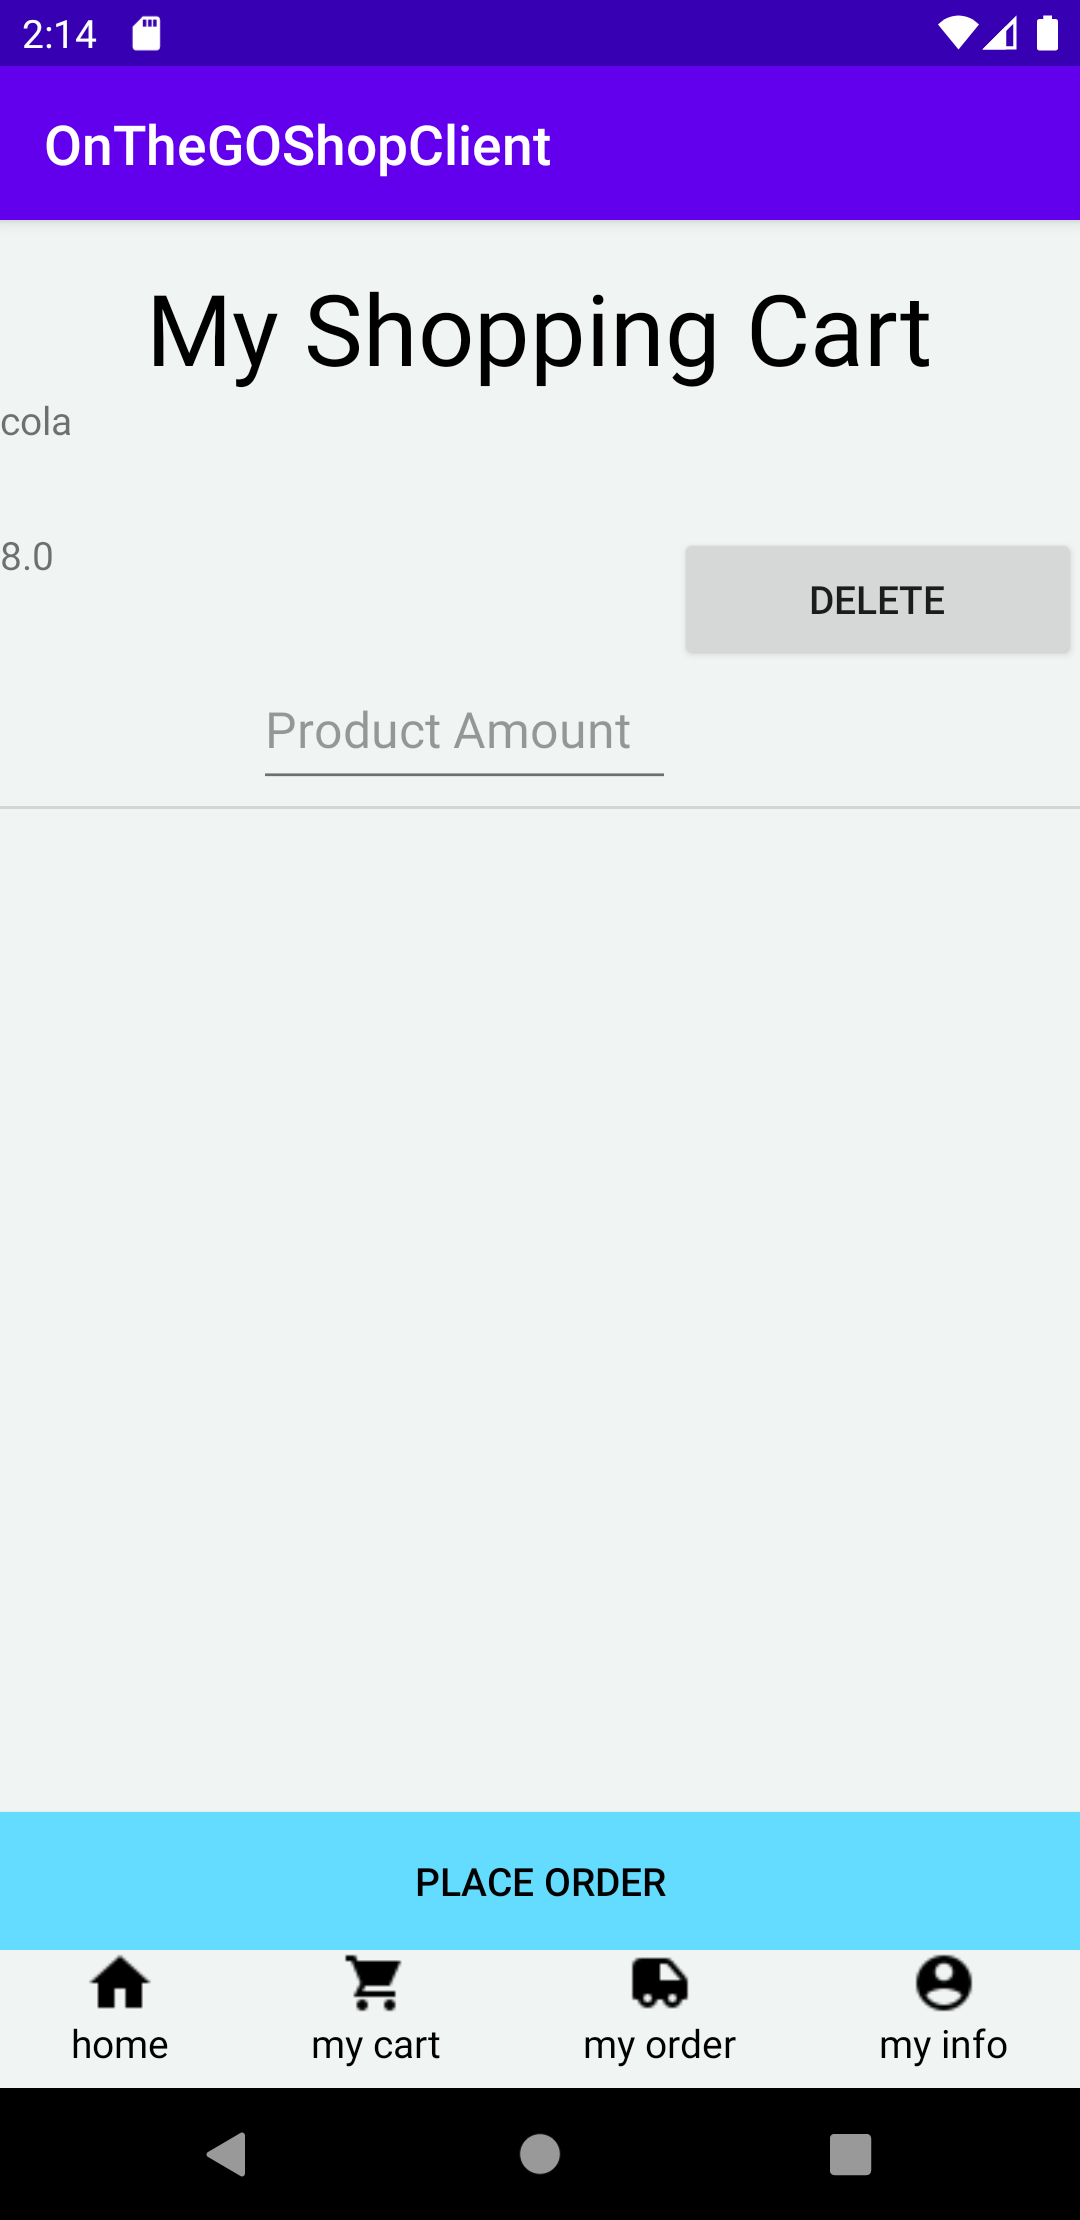 2:14
OnTheGOShopClient
My Shopping Cart
cola
8.0
DELETE
Product Amount
PLACE ORDER
home my cart my order my info